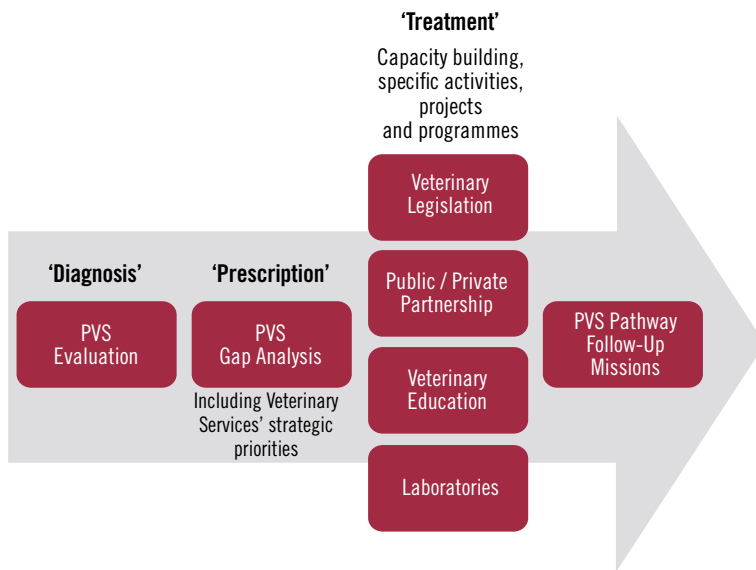 ‘Diagnosis’
PVS
Evaluation
‘Prescription’
PVS
Gap Analysis
Including Veterinary
Services’ strategic
priorities
‘Treatment’
Capacity building,
specific activities,
projects
and programmes
Veterinary
Legislation
Public / Private
Partnership
Veterinary
Education
Laboratories
PVS Pathway
Follow-Up
Missions